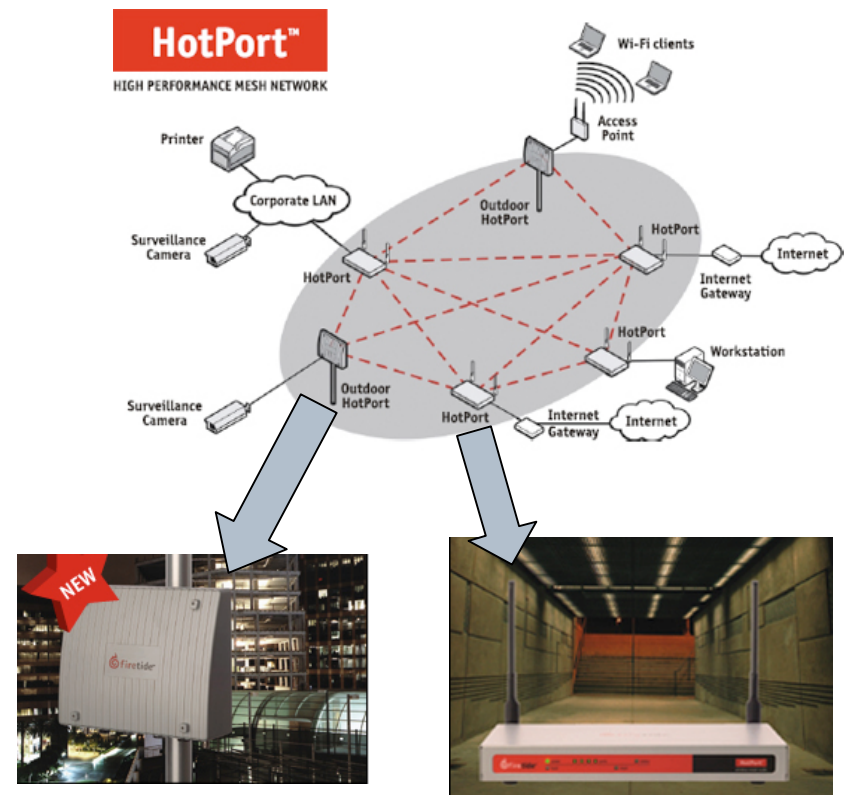 HotPort™
HIGH PERFORMANCE MESH NETWORK
Wi-Fi clients
Access
Point
Printer
Corporate LAN
Outdoor
HotPort
Surveillance
Camera
HotPort
HotPort
Internet
Internet
Gateway
HotPort
Workstation
Outdoor
HotPort
Surveillance
Camera
HotPort
Internet
Gateway
Internet
NEW
Firetide
Firetide
HotPort